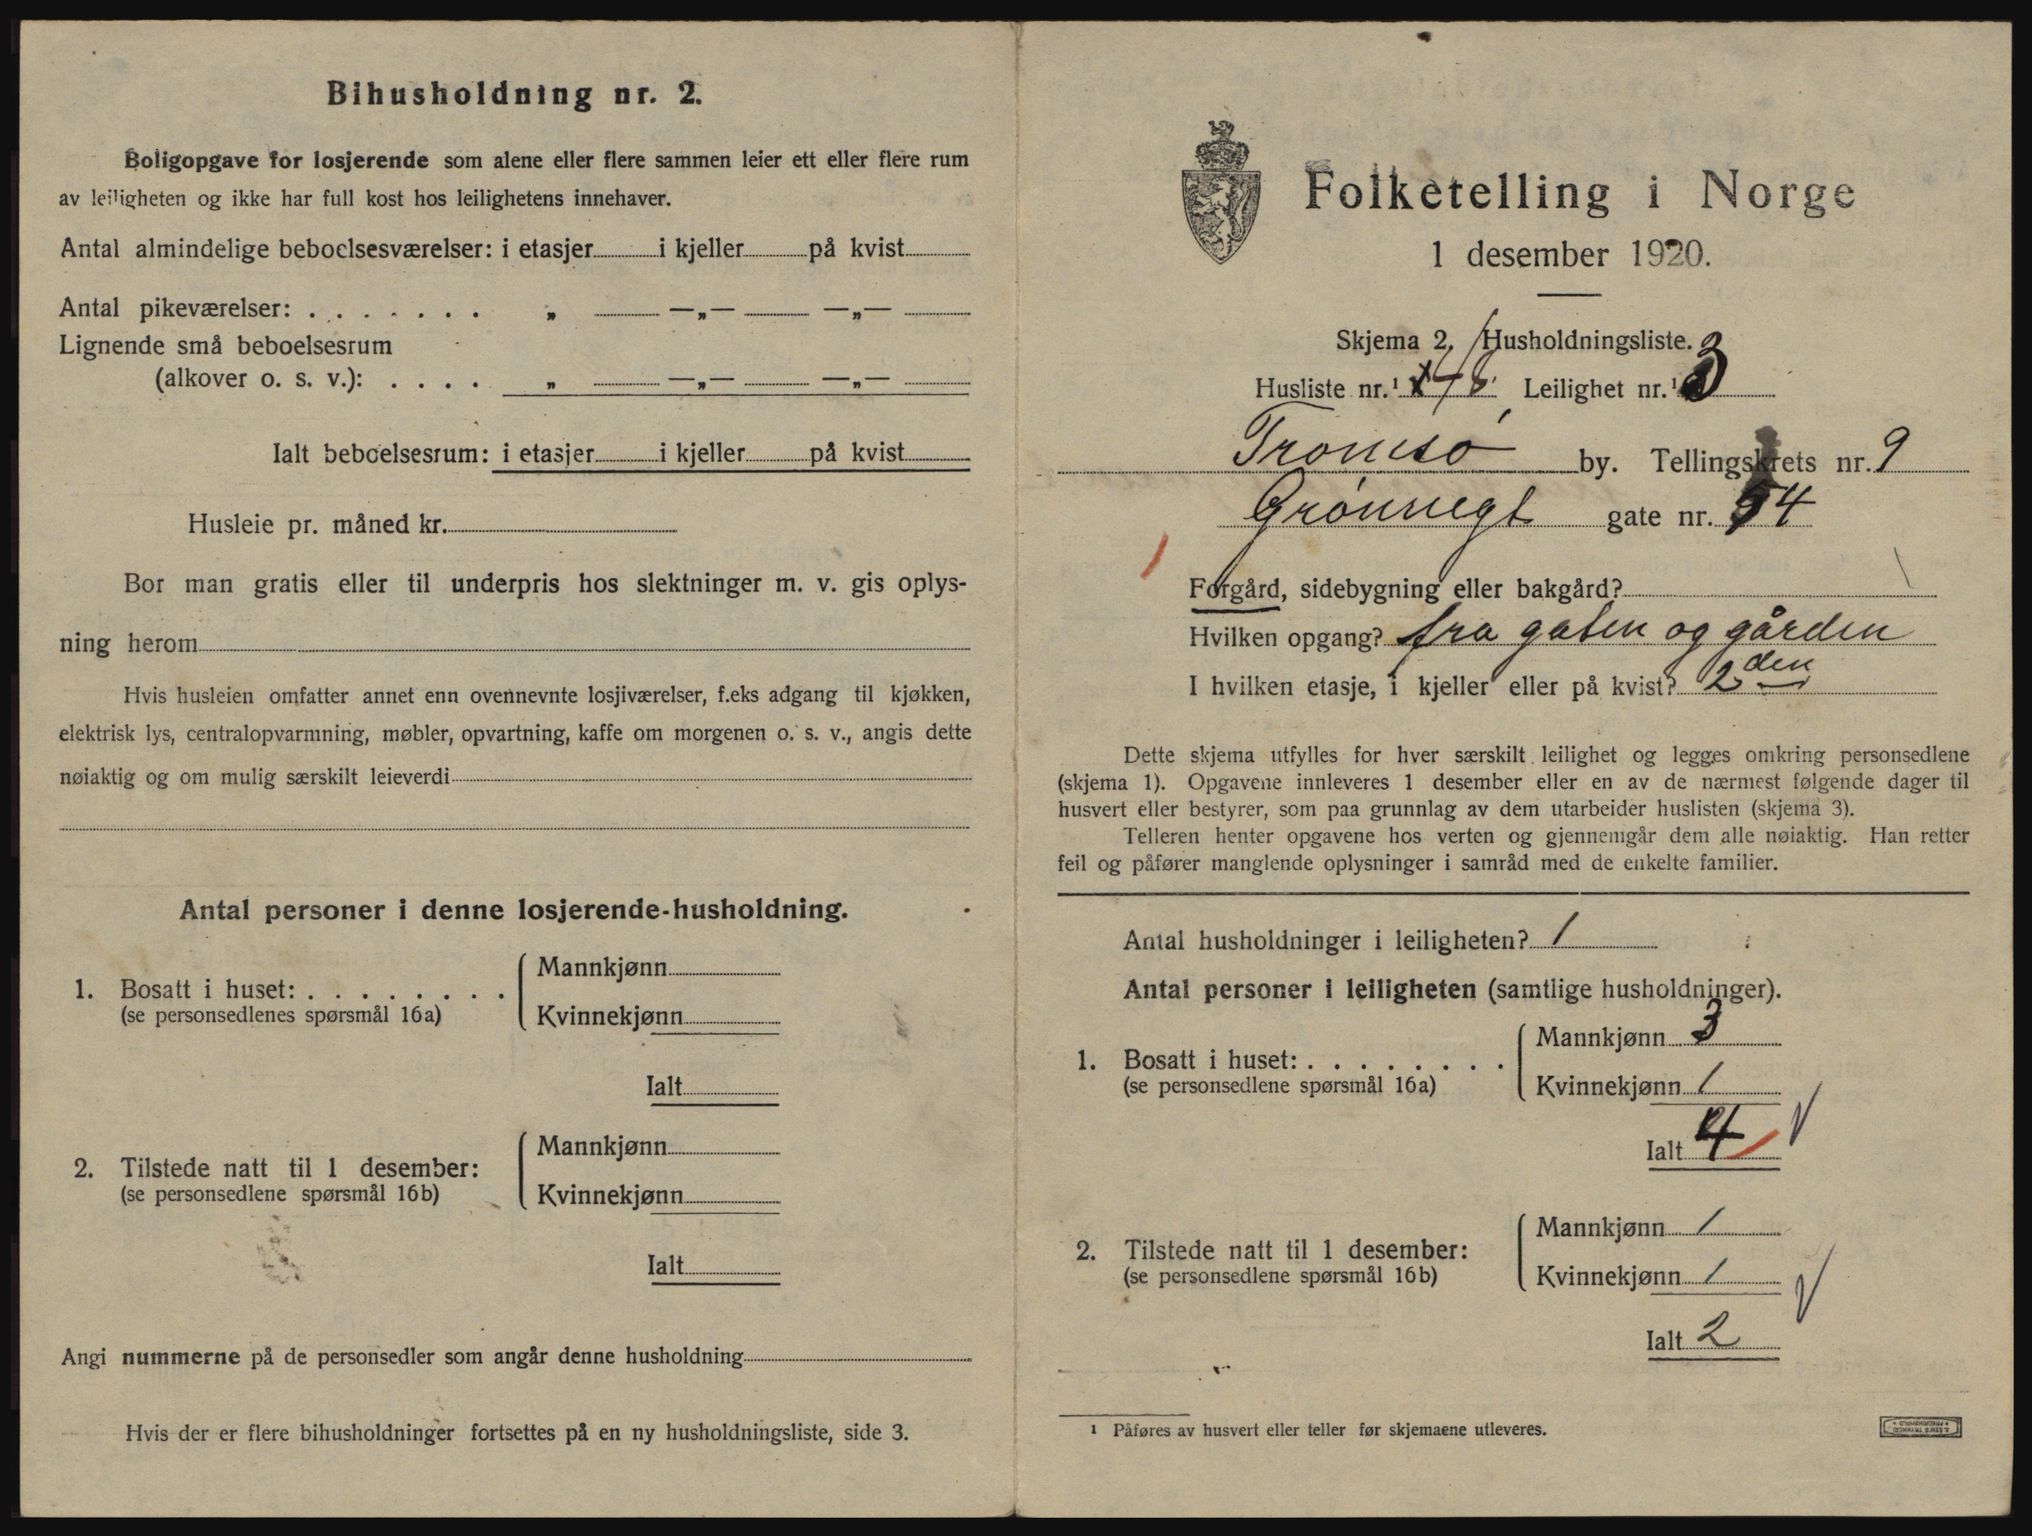 Bihusholdning nr. 2.
Boligopgave for losjerende som alene eller flere sammen leier ett eller flere rum
av leiligheten og ikke har full kost hos leilighetens innehaver.
Antal almindelige beboelsesværelser: i etasjer i kjeller på kvist
Antal pikeværelser: . . . . . . . „ —„— —„—
Lignende små beboelsesrum
(alkover o. s. v.): . . . . „ —„— —„—
Ialt beboelsesrum: i etasjer i kjeller på kvist
Husleie pr. måned kr.
Bor man gratis eller til underpris hos slektninger m. v. gis oplys-
ning herom
Hvis husleien omfatter annet enn ovennevnte losjiværelser, f.eks adgang til kjøkken,
elektrisk lys, centralopvarmning, møbler, opvartning, kaffe om morgenen o. s. v., angis dette
nøiaktig og om mulig særskilt leieverdi
Antal personer i denne losjerende-husholdning.
1. Bosatt i huset: . . . . . . . .
(se personsedlenes spørsmål 16a)
Mannkjønn
Kvinnekjønn
Ialt
2. Tilstede natt til 1 desember:
(se personsedlene spørsmål 16b)
Mannkjønn
Kvinnekjønn
Ialt
Angi nummerne på de personsedler som angår denne husholdning
Hvis der er flere bihusholdninger fortsettes på en ny husholdningsliste, side 3.
Folketelling i Norge
1 desember 1920.
Skjema 2. Husholdningsliste.
Husliste nr.¹ Leilighet nr.¹ 3
Tromsø by. Tellingskrets nr. 9
Grønnegt gate nr. 54
Forgård, sidebygning eller bakgård?
Hvilken opgang? fra gaten og gården
I hvilken etasje, i kjeller eller på kvist? 2den
Dette skjema utfylles for hver særskilt leilighet og legges omkring personsedlene
(skjema 1). Opgavene innleveres 1 desember eller en av de nærmest følgende dager til
husvert eller bestyrer, som paa grunnlag av dem utarbeider huslisten (skjema 3).
Telleren henter opgavene hos verten og gjennemgår dem alle nøiaktig. Han retter
feil og påfører manglende oplysninger i samråd med de enkelte familier.
Antal husholdninger i leiligheten? 1
Antal personer i leiligheten (samtlige husholdninger).
1. Bosatt i huset: . . . . . . . .
(se personsedlene spørsmål 16a)
Mannkjønn 3
Kvinnekjønn 1
Ialt 4
2. Tilstede natt til 1 desember:
(se personsedlene spørsmål 16b)
Mannkjønn 1
Kvinnekjønn 1
Ialt 2
¹ Påføres av husvert eller teller før skjemaene utleveres.